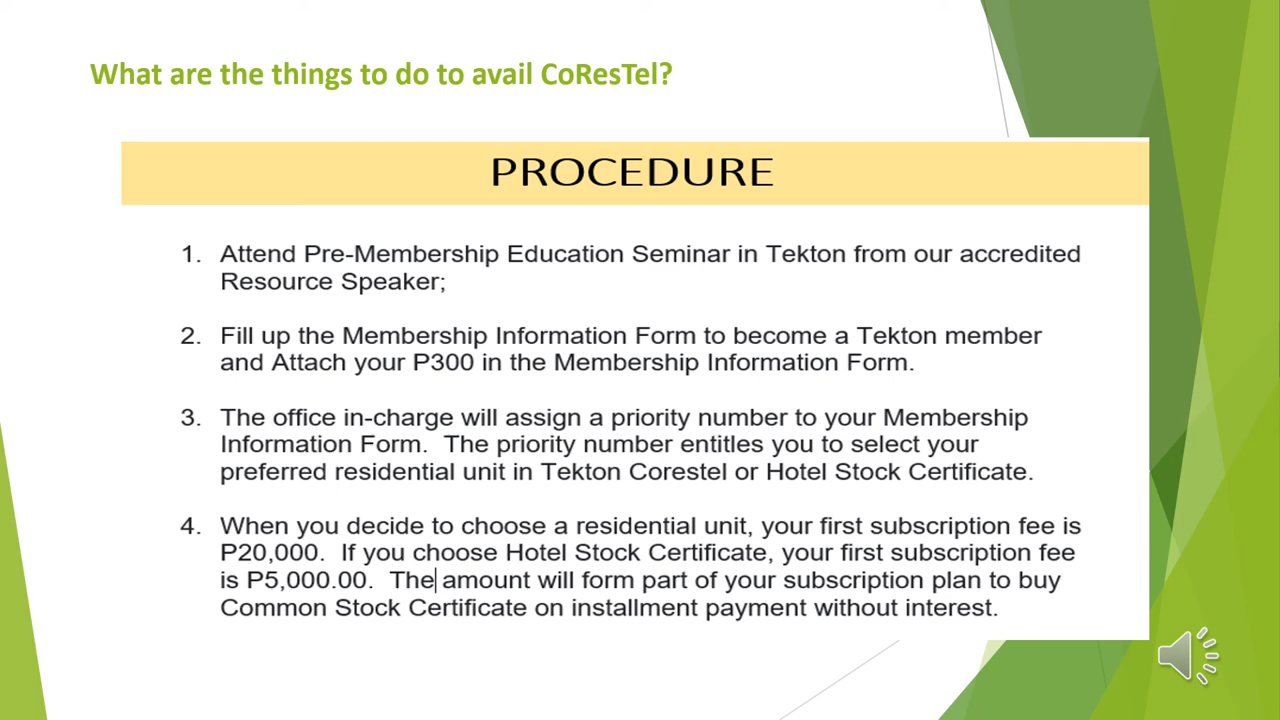 What are the things to do to avail CoResTel?
PROCEDURE
1. Attend Pre-Membership Education Seminar in Tekton from our accredited
Resource Speaker;
2. Fill up the Membership Information Form to become a Tekton member
and Attach your P300 in the Membership Information Form.
3. The office in-charge will assign a priority number to your Membership
Information Form. The priority number entitles you to select your
preferred residential unit in Tekton Corestel or Hotel Stock Certificate.
4. When you decide to choose a residential unit, your first subscription fee is
P20,000. If you choose Hotel Stock Certificate, your first subscription fee
is P5,000.00. The amount will form part of your subscription plan to buy
Common Stock Certificate on installment payment without interest.